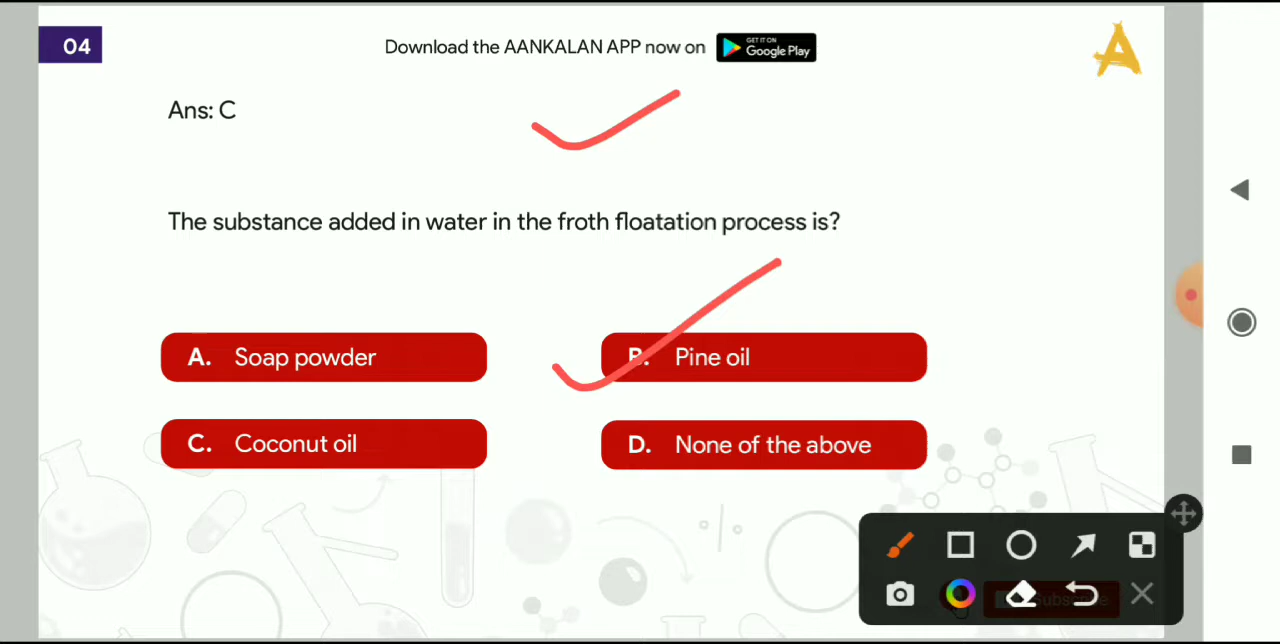 04
Download the AANKALAN APP now on
GET IT ON
Google Play
Ans: C
The substance added in water in the froth floatation process is?
A. Soap powder
B. Pine oil
C. Coconut oil
D. None of the above